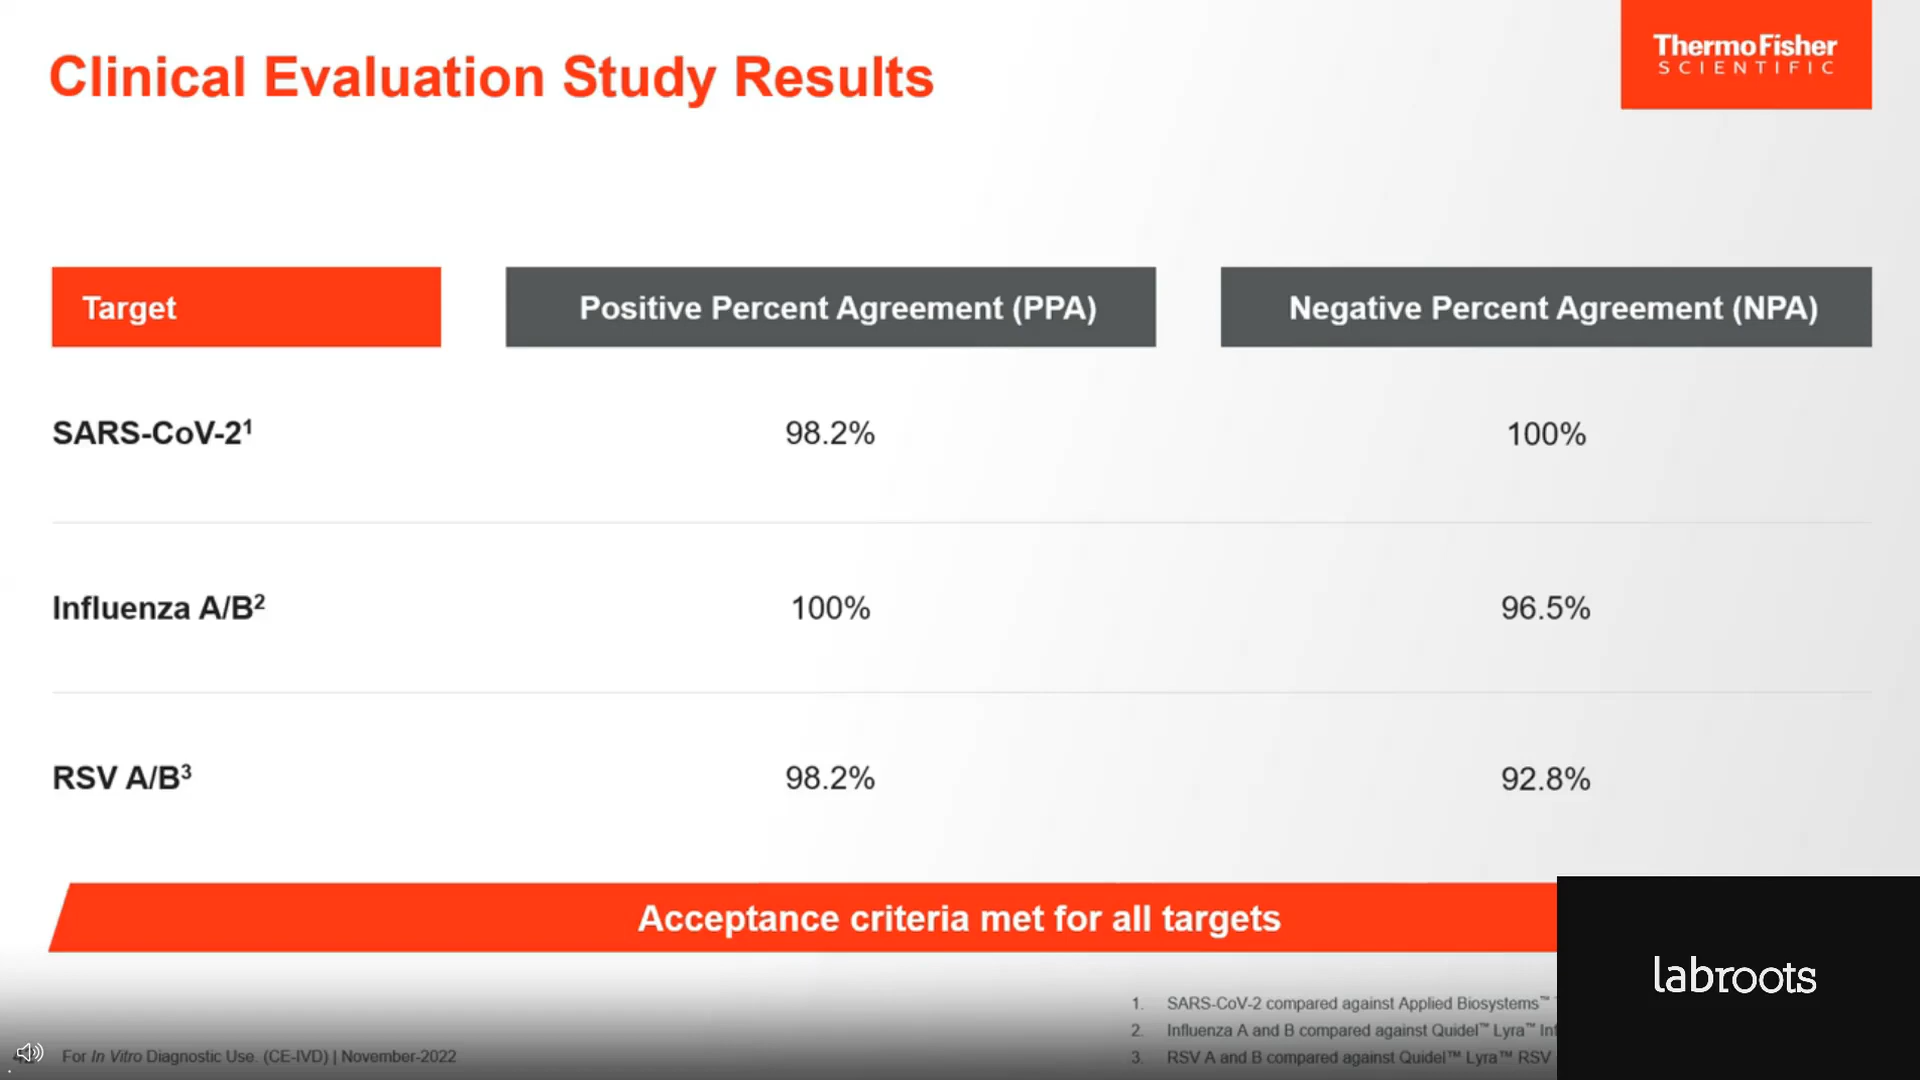 Clinical Evaluation Study Results
ThermoFisher
SCIENTIFIC
Target
Positive Percent Agreement (PPA)
Negative Percent Agreement (NPA)
SARS-CoV-2¹
98.2%
100%
Influenza A/B²
100%
96.5%
RSV A/B³
98.2%
92.8%
Acceptance criteria met for all targets
labroots
1. SARS-CoV-2 compared against Applied Biosystems™
2. Influenza A and B compared against Quidel™ Lyra™
3. RSV A and B compared against Quidel™ Lyra™ RSV
For In Vitro Diagnostic Use. (CE-IVD) | November-2022